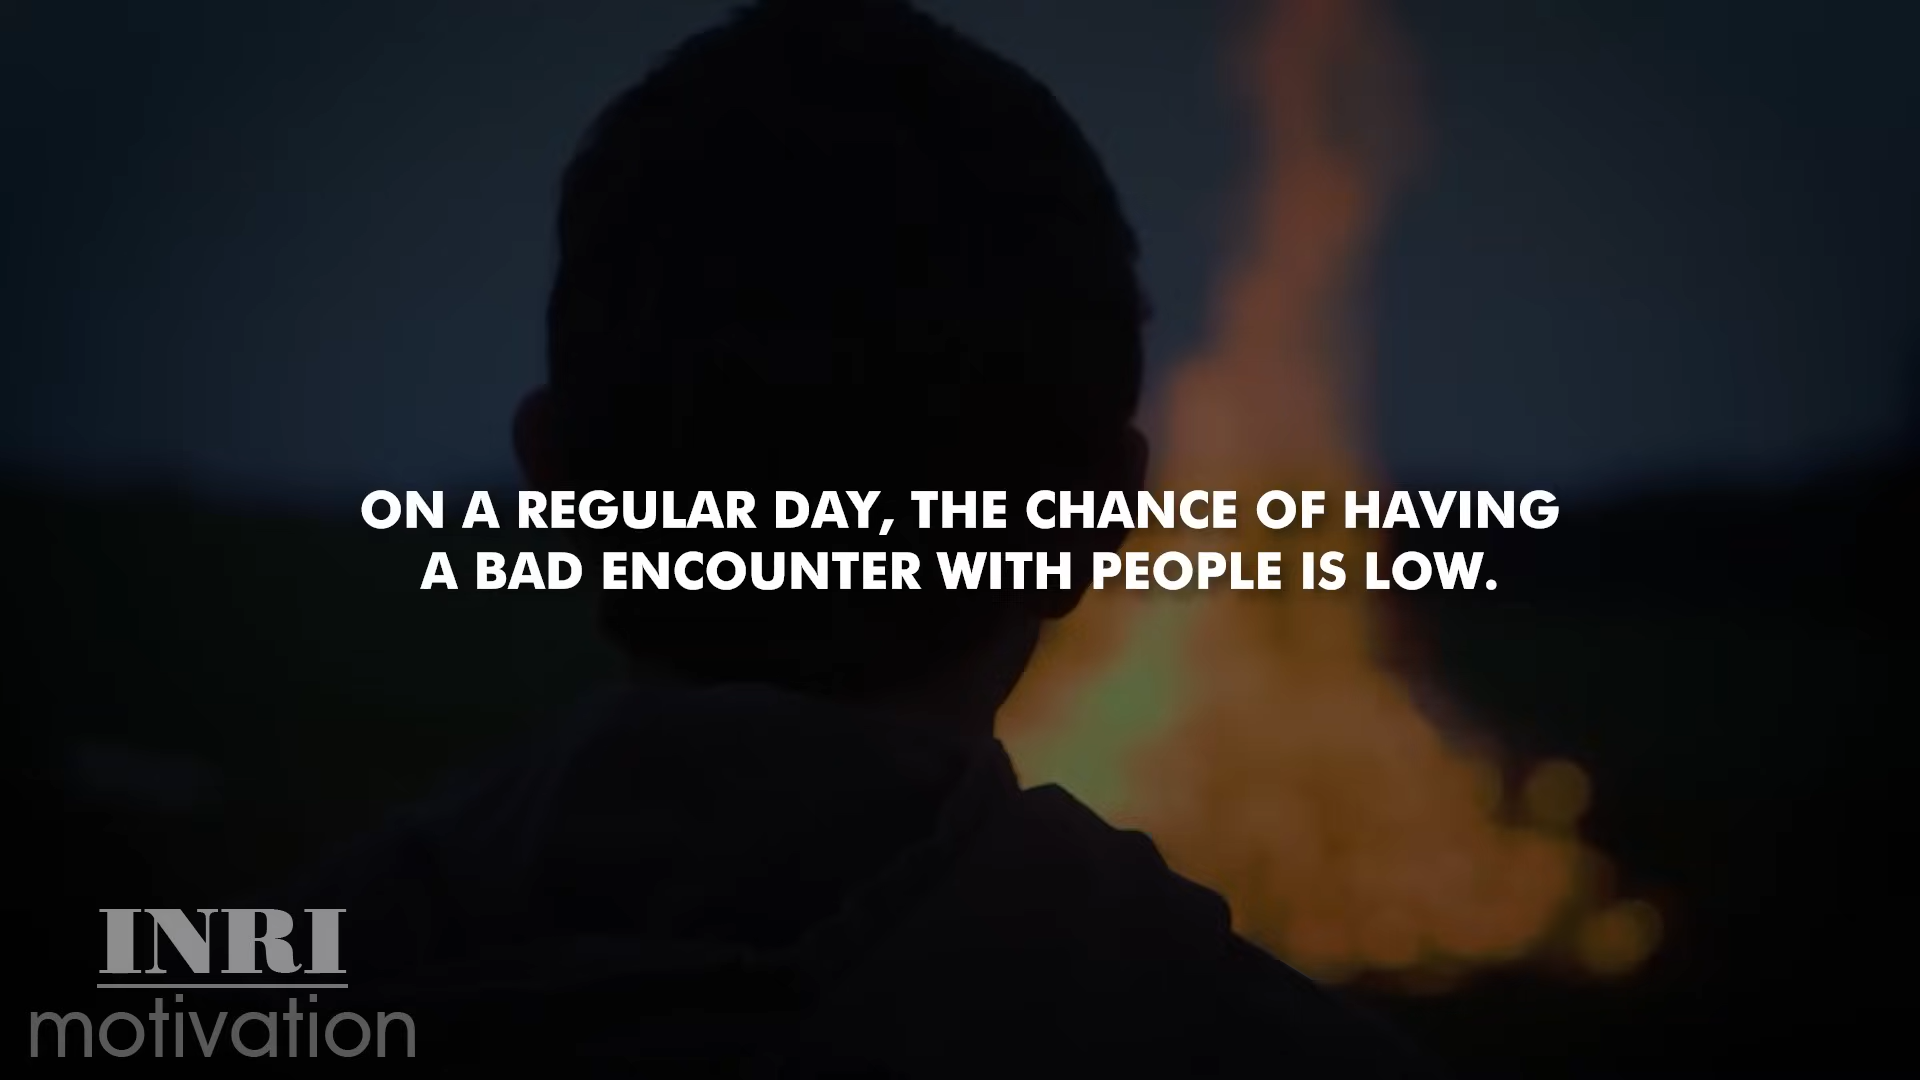 ON A REGULAR DAY, THE CHANCE OF HAVING
A BAD ENCOUNTER WITH PEOPLE IS LOW.
INRI
motivation